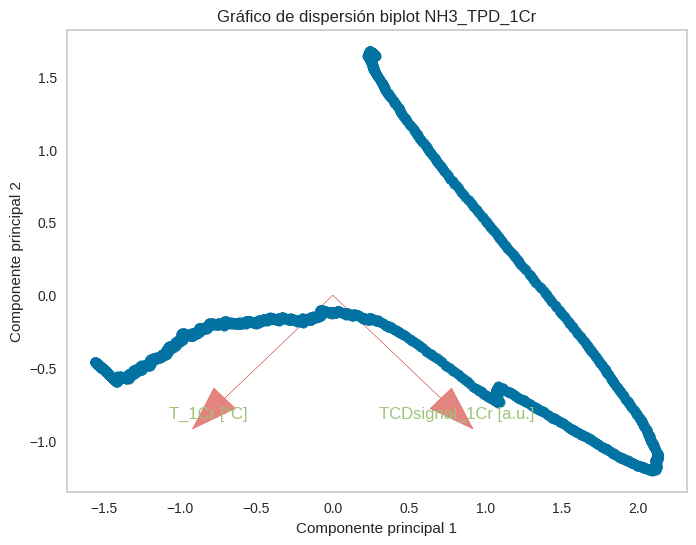 Gráfico de dispersión biplot NH3_TPD_1Cr
Componente principal 2
1.5
1.0
0.5
0.0
−0.5
−1.0
T_1Cr [°C]
TCDsignal_1Cr [a.u.]
−1.5
−1.0
−0.5
0.0
0.5
1.0
1.5
2.0
Componente principal 1